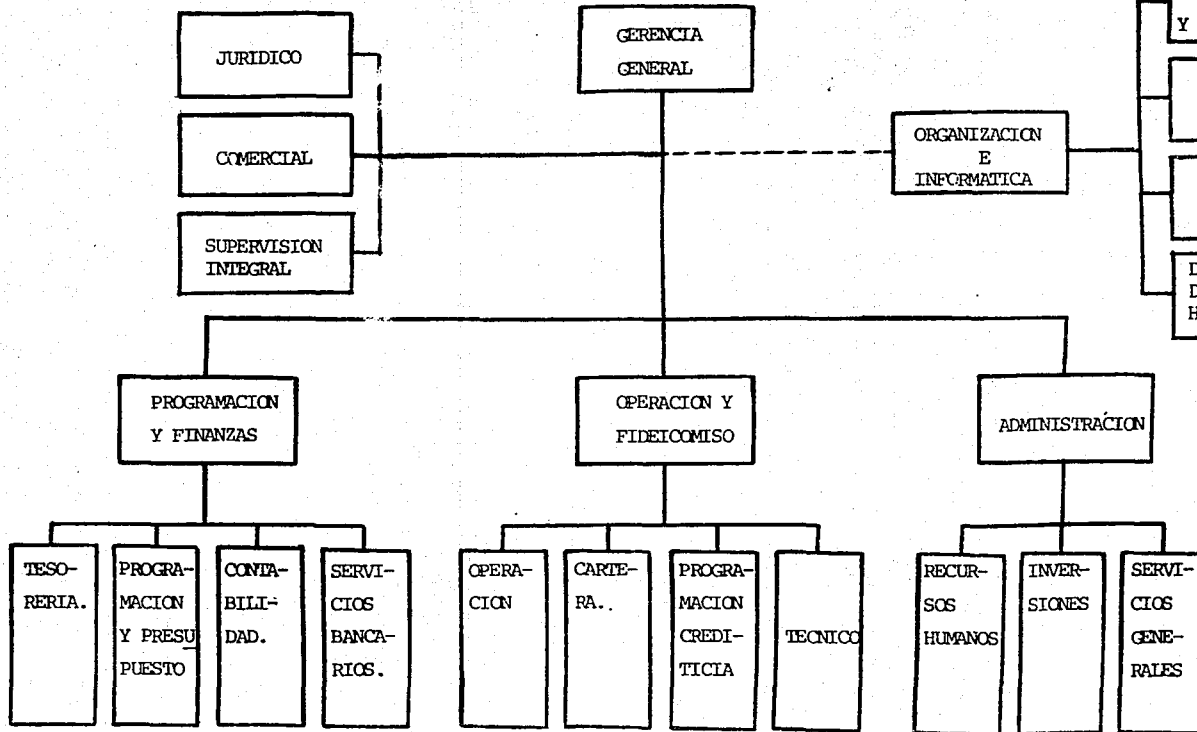 JURIDICO
GERENCIA
GENERAL
Y
COMERCIAL
ORGANIZACION
E
INFORMATICA
SUPERVISION
INTEGRAL
D
D
H
PROGRAMACION
Y FINANZAS
OPERACION Y
FIDEICOMISO
ADMINISTRACION
TESO-
RERIA.
PROGRA-
MACION
Y PRESU
PUESTO
CONTA-
BILI-
DAD.
SERVI-
CIOS
BANCA-
RIOS.
OPERA-
CION
CARTE-
RA..
PROGRA-
MACION
CREDI-
TICIA
TECNICO
RECUR-
SOS
HUMANOS
INVER-
SIONES
SERVI-
CIOS
GENE-
RALES